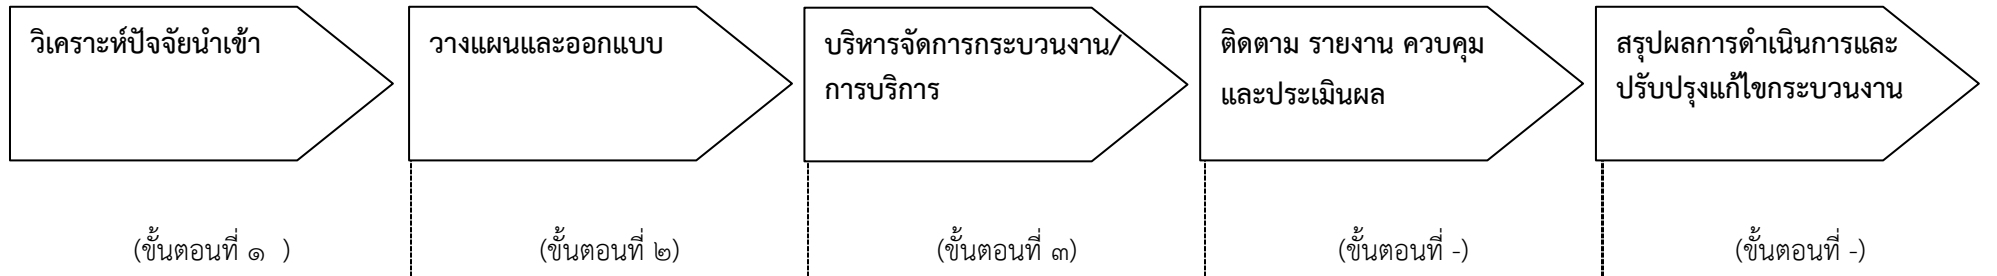 วิเคราะห์ปัจจัยนำเข้า
วางแผนและออกแบบ
บริหารจัดการกระบวนงาน/
การบริการ
ติดตาม รายงาน ควบคุม
และประเมินผล
สรุปผลการดำเนินการและ
ปรับปรุงแก้ไขกระบวนงาน
(ขั้นตอนที่ ๑ )
(ขั้นตอนที่ ๒)
(ขั้นตอนที่ ๓)
(ขั้นตอนที่ -)
(ขั้นตอนที่ -)